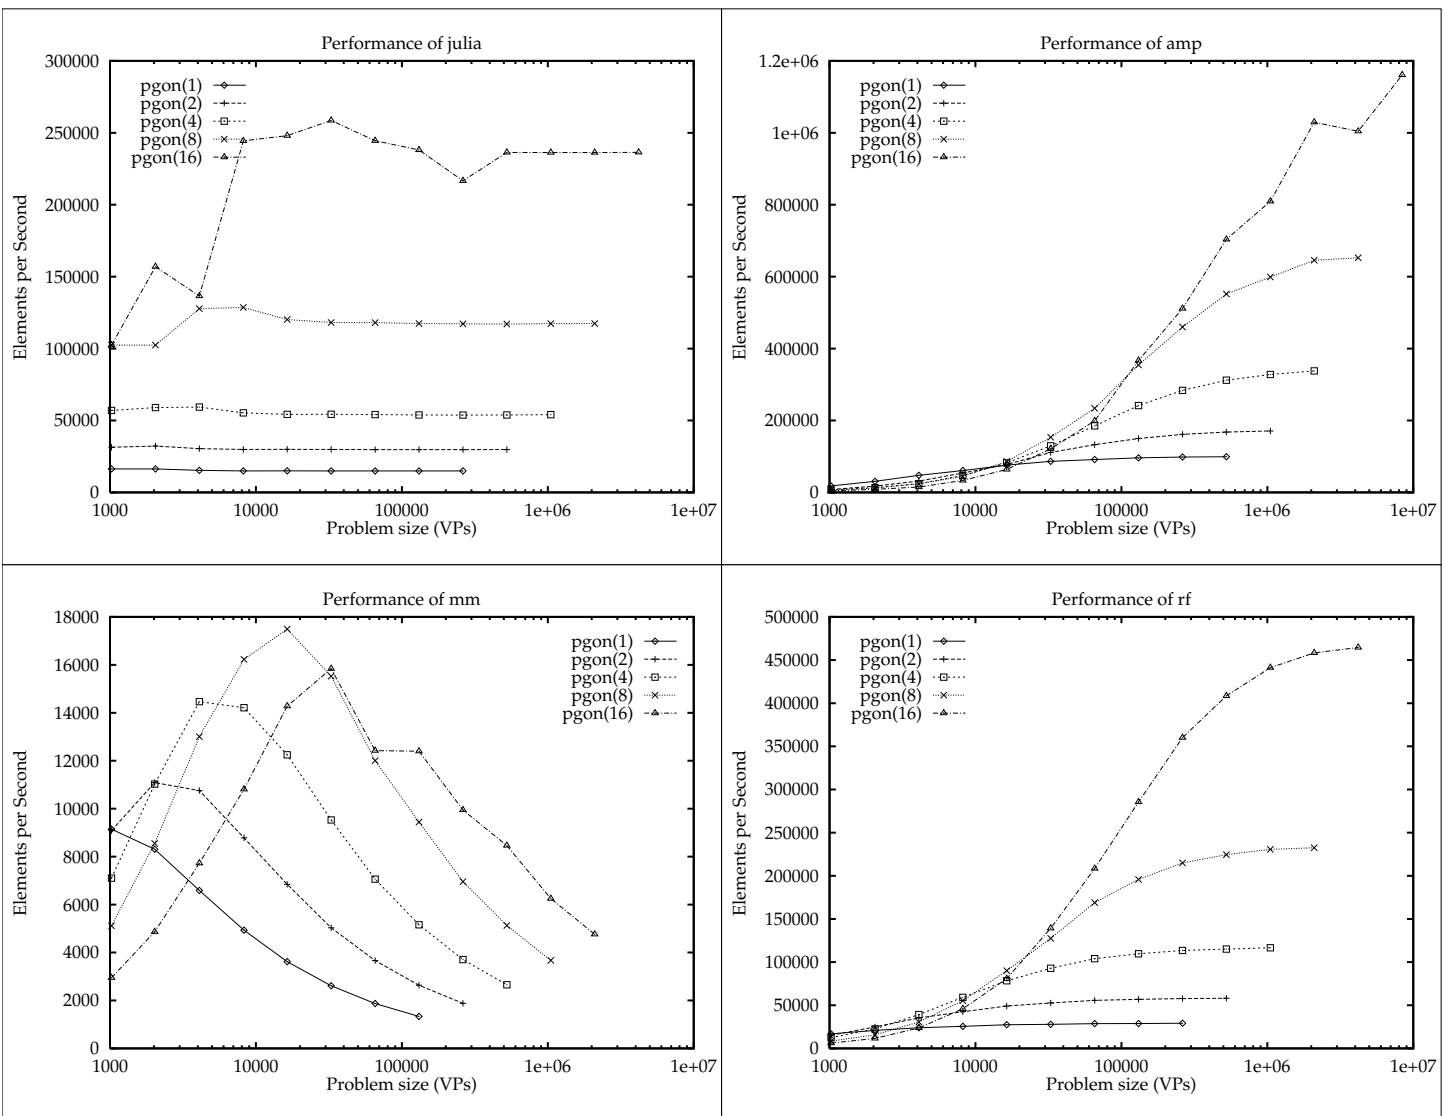 Performance of julia
300000
250000
200000
150000
100000
50000
0
Elements per Second
pgon(1)
pgon(2)
pgon(4)
pgon(8)
pgon(16)
1000
10000
100000
1e+06
1e+07
Problem size (VPs)
Performance of amp
1.2e+06
1e+06
800000
600000
400000
200000
0
Elements per Second
pgon(1)
pgon(2)
pgon(4)
pgon(8)
pgon(16)
1000
10000
100000
1e+06
1e+07
Problem size (VPs)
Performance of mm
18000
16000
14000
12000
10000
8000
6000
4000
2000
0
Elements per Second
pgon(1)
pgon(2)
pgon(4)
pgon(8)
pgon(16)
1000
10000
100000
1e+06
1e+07
Problem size (VPs)
Performance of rf
500000
450000
400000
350000
300000
250000
200000
150000
100000
50000
0
Elements per Second
pgon(1)
pgon(2)
pgon(4)
pgon(8)
pgon(16)
1000
10000
100000
1e+06
1e+07
Problem size (VPs)